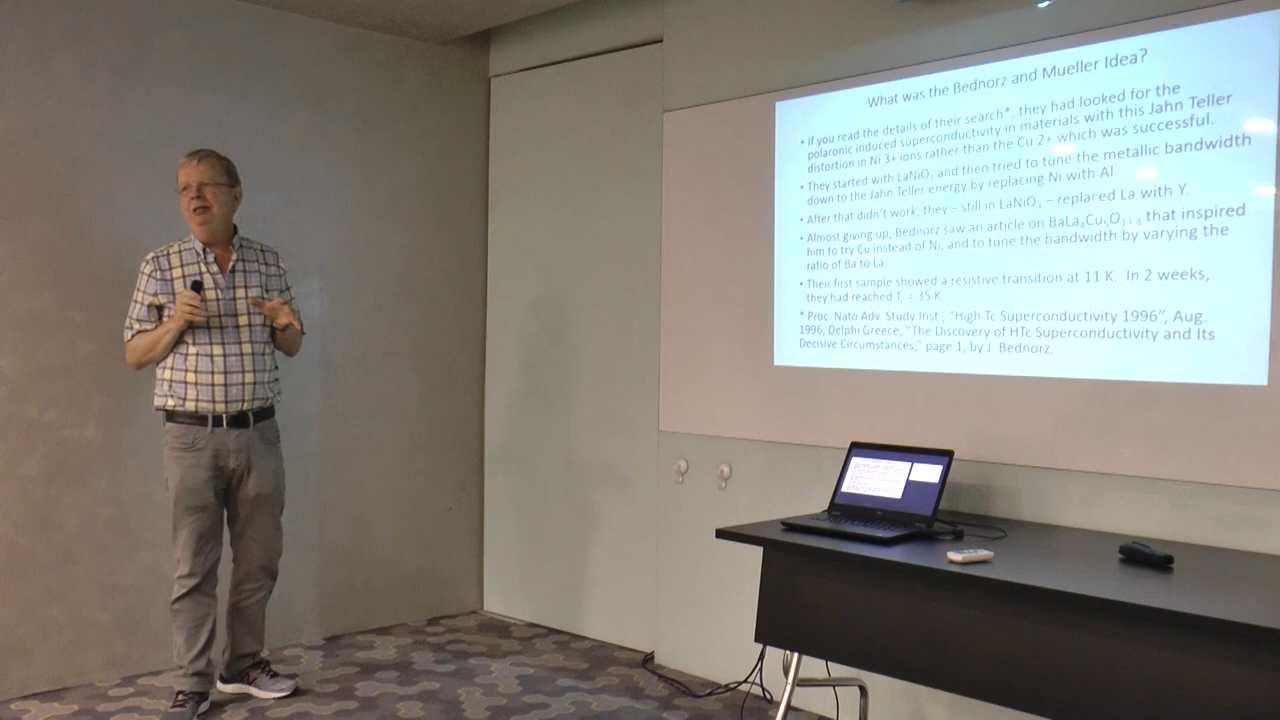 What was the Bednorz and Mueller Idea?
• If you read the details of their search*, they had looked for the
polaronic induced superconductivity in materials with this Jahn Teller
distortion in Ni 3+ ions rather than the Cu 2+ which was successful.
• They started with LaNiO₃ and then tried to tune the metallic bandwidth
down to the Jahn Teller energy by replacing Ni with Al.
• After that didn't work, they – still in LaNiO₃ – replaced La with Y.
• Almost giving up, Bednorz saw an article on BaLa₄Cu₅O₁₃.₄ that inspired
him to try Cu instead of Ni, and to tune the bandwidth by varying the
ratio of Ba to La.
• Their first sample showed a resistive transition at 11 K. In 2 weeks,
they had reached T꜀ = 35 K.
* Proc. Nato Adv. Study Inst., "High Tc Superconductivity 1996", Aug.
1996, Delphi Greece, "The Discovery of HTc Superconductivity and Its
Decisive Circumstances," page 1, by J. Bednorz.